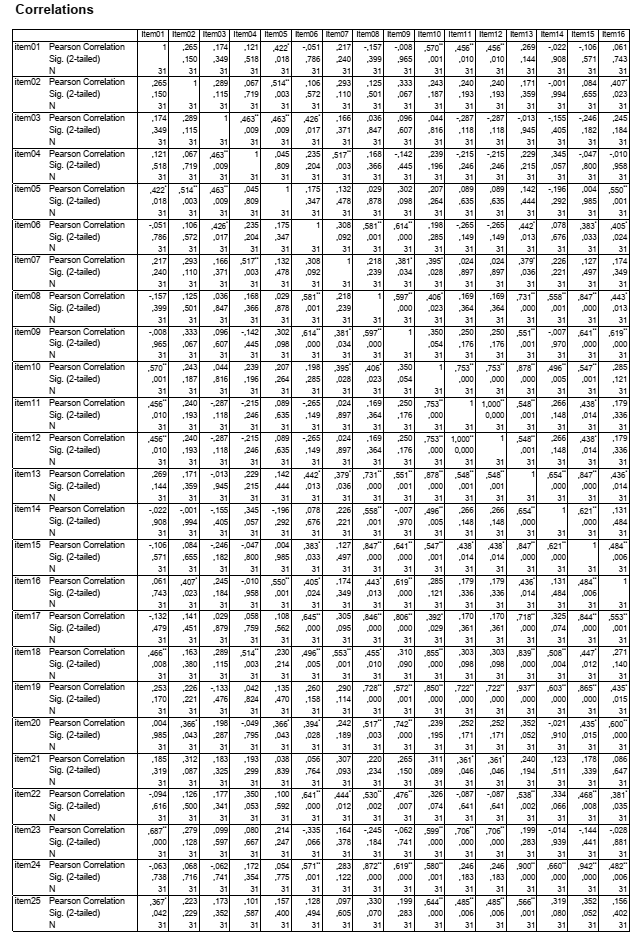 Correlations
Item01 Item02 Item03 Item04 Item05 Item06 Item07 Item08 Item09 Item10 Item11 Item12 Item13 Item14 Item15 Item16
item01 Pearson Correlation 1 ,265 ,174 ,121 ,422* -,051 ,217 -,157 -,008 ,570** ,456** ,456** ,269 -,022 -,106 ,061
Sig. (2-tailed) ,150 ,349 ,518 ,018 ,786 ,240 ,399 ,965 ,001 ,010 ,010 ,144 ,908 ,571 ,743
N 31 31 31 31 31 31 31 31 31 31 31 31 31 31 31 31
item02 Pearson Correlation ,265 1 ,289 ,067 ,514** ,106 ,293 ,125 ,333 ,243 ,240 ,240 ,171 -,001 ,084 ,407*
Sig. (2-tailed) ,150 ,115 ,719 ,003 ,572 ,110 ,501 ,067 ,187 ,193 ,193 ,359 ,994 ,655 ,023
N 31 31 31 31 31 31 31 31 31 31 31 31 31 31 31 31
item03 Pearson Correlation ,174 ,289 1 ,463** ,463** ,426* ,166 ,036 ,096 ,044 -,287 -,287 -,013 -,155 -,246 ,245
Sig. (2-tailed) ,349 ,115 ,009 ,009 ,017 ,371 ,847 ,607 ,816 ,118 ,118 ,945 ,405 ,182 ,184
N 31 31 31 31 31 31 31 31 31 31 31 31 31 31 31 31
item04 Pearson Correlation ,121 ,067 ,463** 1 ,045 ,235 ,517** ,168 -,142 ,239 -,215 -,215 ,229 ,345 -,047 -,010
Sig. (2-tailed) ,518 ,719 ,009 ,809 ,204 ,003 ,366 ,445 ,196 ,246 ,246 ,215 ,057 ,800 ,958
N 31 31 31 31 31 31 31 31 31 31 31 31 31 31 31 31
item05 Pearson Correlation ,422* ,514** ,463** ,045 1 ,175 ,132 ,029 ,302 ,207 ,089 ,089 ,142 -,196 ,004 ,550**
Sig. (2-tailed) ,018 ,003 ,009 ,809 ,347 ,478 ,878 ,098 ,264 ,635 ,635 ,444 ,292 ,985 ,001
N 31 31 31 31 31 31 31 31 31 31 31 31 31 31 31 31
item06 Pearson Correlation -,051 ,106 ,426* ,235 ,175 1 ,308 ,581** ,614** ,198 -,265 -,265 ,442* ,078 ,383* ,405*
Sig. (2-tailed) ,786 ,572 ,017 ,204 ,347 ,092 ,001 ,000 ,285 ,149 ,149 ,013 ,676 ,033 ,024
N 31 31 31 31 31 31 31 31 31 31 31 31 31 31 31 31
item07 Pearson Correlation ,217 ,293 ,166 ,517** ,132 ,308 1 ,218 ,381* ,395* ,024 ,024 ,379* ,226 ,127 ,174
Sig. (2-tailed) ,240 ,110 ,371 ,003 ,478 ,092 ,239 ,034 ,028 ,897 ,897 ,036 ,221 ,497 ,349
N 31 31 31 31 31 31 31 31 31 31 31 31 31 31 31 31
item08 Pearson Correlation -,157 ,125 ,036 ,168 ,029 ,581** ,218 1 ,597** ,406* ,169 ,169 ,731** ,558** ,847** ,443*
Sig. (2-tailed) ,399 ,501 ,847 ,366 ,878 ,001 ,239 ,000 ,023 ,364 ,364 ,000 ,001 ,000 ,013
N 31 31 31 31 31 31 31 31 31 31 31 31 31 31 31 31
item09 Pearson Correlation -,008 ,333 ,096 -,142 ,302 ,614** ,381* ,597** 1 ,350 ,250 ,250 ,551** -,007 ,641** ,619**
Sig. (2-tailed) ,965 ,067 ,607 ,445 ,098 ,000 ,034 ,000 ,054 ,176 ,176 ,001 ,970 ,000 ,000
N 31 31 31 31 31 31 31 31 31 31 31 31 31 31 31 31
item10 Pearson Correlation ,570** ,243 ,044 ,239 ,207 ,198 ,395* ,406* ,350 1 ,753** ,753** ,878** ,496** ,547** ,285
Sig. (2-tailed) ,001 ,187 ,816 ,196 ,264 ,285 ,028 ,023 ,054 ,000 ,000 ,000 ,005 ,001 ,121
N 31 31 31 31 31 31 31 31 31 31 31 31 31 31 31 31
item11 Pearson Correlation ,456** ,240 -,287 -,215 ,089 -,265 ,024 ,169 ,250 ,753** 1 1,000** ,548** ,266 ,438* ,179
Sig. (2-tailed) ,010 ,193 ,118 ,246 ,635 ,149 ,897 ,364 ,176 ,000 0,000 ,001 ,148 ,014 ,336
N 31 31 31 31 31 31 31 31 31 31 31 31 31 31 31 31
item12 Pearson Correlation ,456** ,240 -,287 -,215 ,089 -,265 ,024 ,169 ,250 ,753** 1,000** 1 ,548** ,266 ,438* ,179
Sig. (2-tailed) ,010 ,193 ,118 ,246 ,635 ,149 ,897 ,364 ,176 ,000 0,000 ,001 ,148 ,014 ,336
N 31 31 31 31 31 31 31 31 31 31 31 31 31 31 31 31
item13 Pearson Correlation ,269 ,171 -,013 ,229 ,142 ,442* ,379* ,731** ,551** ,878** ,548** ,548** 1 ,654** ,847** ,436*
Sig. (2-tailed) ,144 ,359 ,945 ,215 ,444 ,013 ,036 ,000 ,001 ,000 ,001 ,001 ,000 ,000 ,014
N 31 31 31 31 31 31 31 31 31 31 31 31 31 31 31 31
item14 Pearson Correlation -,022 -,001 -,155 ,345 -,196 ,078 ,226 ,558** -,007 ,496** ,266 ,266 ,654** 1 ,621** ,131
Sig. (2-tailed) ,908 ,994 ,405 ,057 ,292 ,676 ,221 ,001 ,970 ,005 ,148 ,148 ,000 ,000 ,484
N 31 31 31 31 31 31 31 31 31 31 31 31 31 31 31 31
item15 Pearson Correlation -,106 ,084 -,246 -,047 ,004 ,383* ,127 ,847** ,641** ,547** ,438* ,438* ,847** ,621** 1 ,484**
Sig. (2-tailed) ,571 ,655 ,182 ,800 ,985 ,033 ,497 ,000 ,000 ,001 ,014 ,014 ,000 ,000 ,006
N 31 31 31 31 31 31 31 31 31 31 31 31 31 31 31 31
item16 Pearson Correlation ,061 ,407* ,245 -,010 ,550** ,405* ,174 ,443* ,619** ,285 ,179 ,179 ,436* ,131 ,484** 1
Sig. (2-tailed) ,743 ,023 ,184 ,958 ,001 ,024 ,349 ,013 ,000 ,121 ,336 ,336 ,014 ,484 ,006
N 31 31 31 31 31 31 31 31 31 31 31 31 31 31 31 31
item17 Pearson Correlation -,132 ,141 ,029 ,058 ,108 ,645** ,305 ,846** ,806** ,392* ,170 ,170 ,718** ,325 ,844** ,553**
Sig. (2-tailed) ,479 ,451 ,879 ,759 ,562 ,000 ,095 ,000 ,000 ,029 ,361 ,361 ,000 ,074 ,000 ,001
N 31 31 31 31 31 31 31 31 31 31 31 31 31 31 31 31
item18 Pearson Correlation ,466** ,163 ,289 ,514** ,230 ,496** ,553** ,455* ,310 ,855** ,303 ,303 ,839** ,508** ,447* ,271
Sig. (2-tailed) ,008 ,380 ,115 ,003 ,214 ,005 ,001 ,010 ,090 ,000 ,098 ,098 ,000 ,004 ,012 ,140
N 31 31 31 31 31 31 31 31 31 31 31 31 31 31 31 31
item19 Pearson Correlation ,253 ,226 -,133 ,042 ,135 ,260 ,290 ,728** ,572** ,850** ,722** ,722** ,937** ,603** ,865** ,435*
Sig. (2-tailed) ,170 ,221 ,476 ,824 ,470 ,158 ,114 ,000 ,001 ,000 ,000 ,000 ,000 ,000 ,000 ,015
N 31 31 31 31 31 31 31 31 31 31 31 31 31 31 31 31
item20 Pearson Correlation ,004 ,366* ,198 -,049 ,366* ,394* ,242 ,517** ,742** ,239 ,252 ,252 ,352 -,021 ,435* ,600**
Sig. (2-tailed) ,985 ,043 ,287 ,795 ,043 ,028 ,189 ,003 ,000 ,195 ,171 ,171 ,052 ,910 ,015 ,000
N 31 31 31 31 31 31 31 31 31 31 31 31 31 31 31 31
item21 Pearson Correlation ,185 ,312 ,183 ,193 ,038 ,056 ,307 ,220 ,265 ,311 ,361* ,361* ,240 ,123 ,178 ,086
Sig. (2-tailed) ,319 ,087 ,325 ,299 ,839 ,764 ,093 ,234 ,150 ,089 ,046 ,046 ,194 ,511 ,339 ,647
N 31 31 31 31 31 31 31 31 31 31 31 31 31 31 31 31
item22 Pearson Correlation -,094 ,126 ,177 ,350 ,100 ,641** ,444* ,530** ,476** ,326 -,087 -,087 ,538** ,334 ,468** ,381*
Sig. (2-tailed) ,616 ,500 ,341 ,053 ,592 ,000 ,012 ,002 ,007 ,074 ,641 ,641 ,002 ,066 ,008 ,035
N 31 31 31 31 31 31 31 31 31 31 31 31 31 31 31 31
item23 Pearson Correlation ,687** ,279 ,099 ,080 ,214 -,335 ,164 -,245 -,062 ,599** ,706** ,706** ,199 -,014 -,144 -,028
Sig. (2-tailed) ,000 ,128 ,597 ,667 ,247 ,066 ,378 ,184 ,741 ,000 ,000 ,000 ,283 ,939 ,441 ,881
N 31 31 31 31 31 31 31 31 31 31 31 31 31 31 31 31
item24 Pearson Correlation -,063 ,068 -,062 ,172 ,054 ,571** ,283 ,872** ,619** ,580** ,246 ,246 ,900** ,660** ,942** ,482**
Sig. (2-tailed) ,738 ,716 ,741 ,354 ,775 ,001 ,122 ,000 ,000 ,001 ,183 ,183 ,000 ,000 ,000 ,006
N 31 31 31 31 31 31 31 31 31 31 31 31 31 31 31 31
item25 Pearson Correlation ,367* ,223 ,173 ,101 ,157 ,128 ,097 ,330 ,199 ,644** ,485** ,485** ,566** ,319 ,352 ,156
Sig. (2-tailed) ,042 ,229 ,352 ,587 ,400 ,494 ,605 ,070 ,283 ,000 ,006 ,006 ,001 ,080 ,052 ,402
N 31 31 31 31 31 31 31 31 31 31 31 31 31 31 31 31